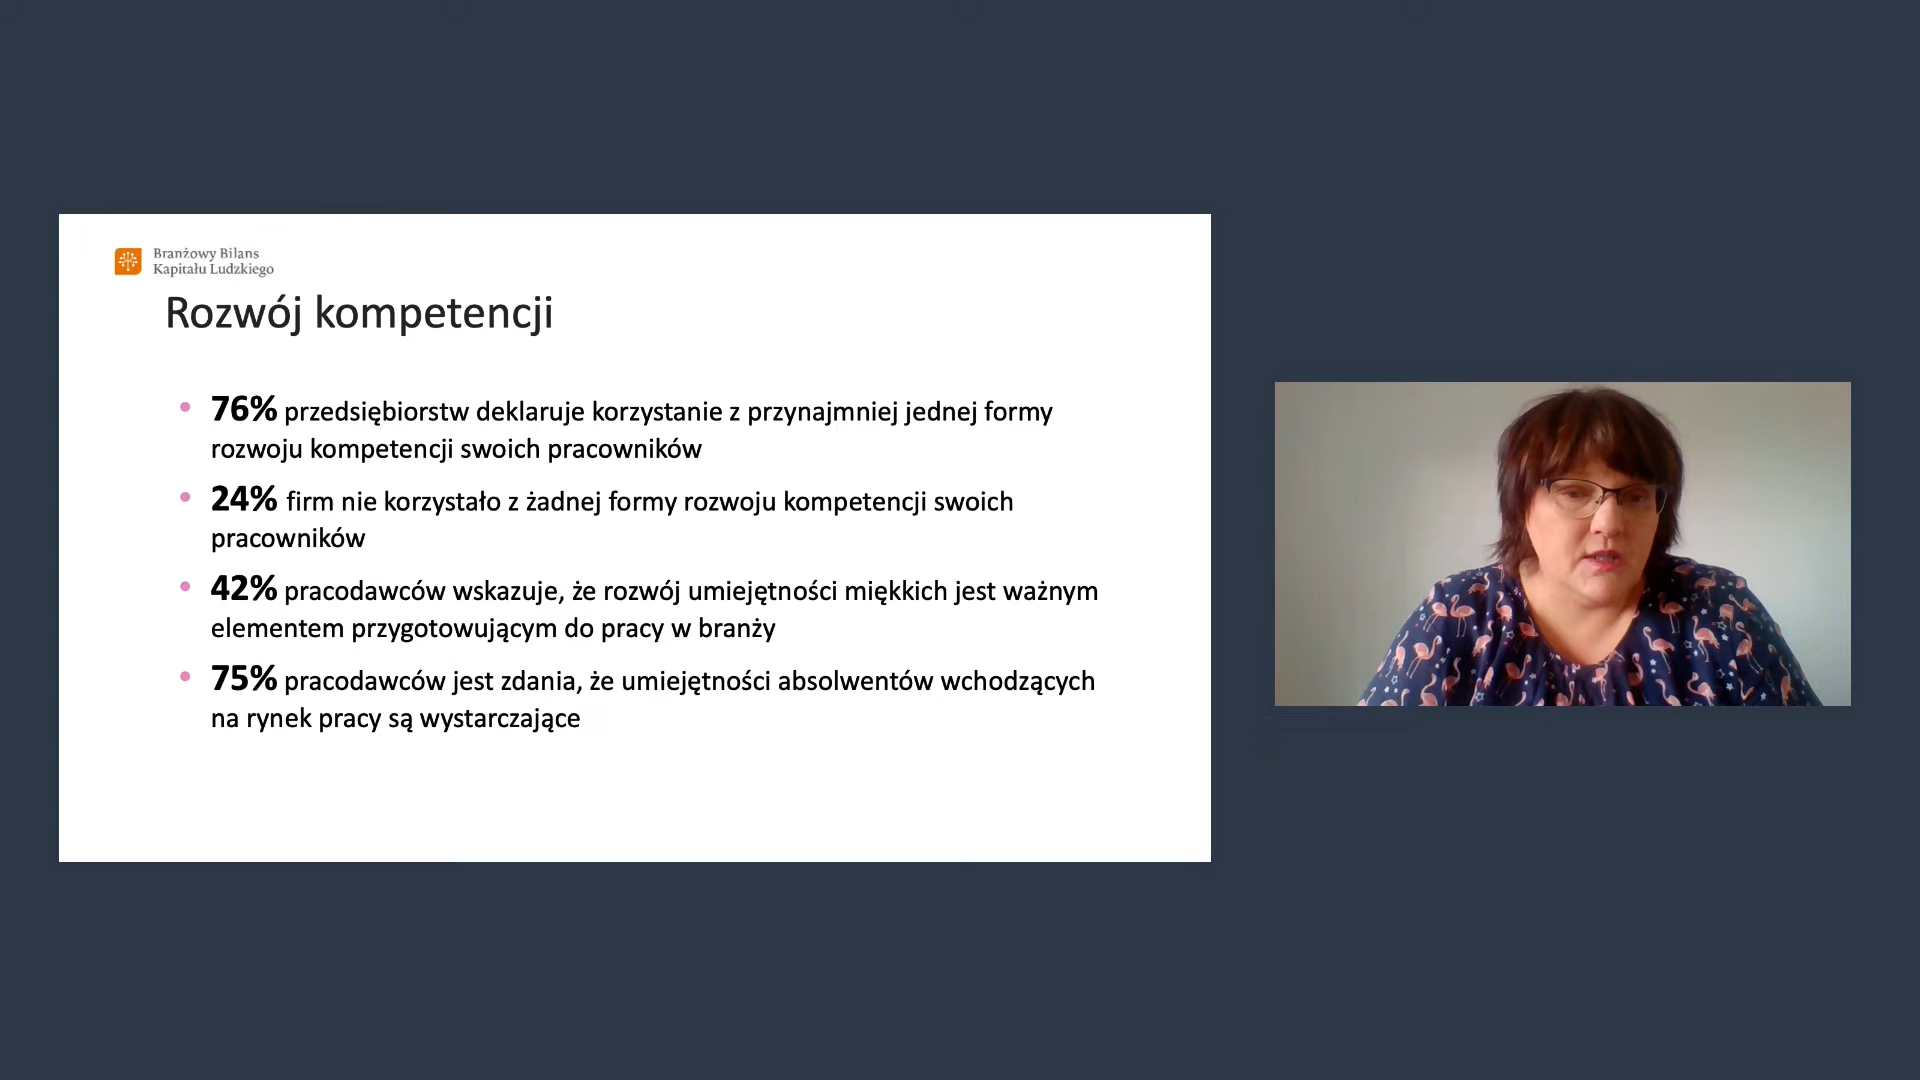 Branżowy Bilans
Kapitału Ludzkiego
Rozwój kompetencji
• 76% przedsiębiorstw deklaruje korzystanie z przynajmniej jednej formy
rozwoju kompetencji swoich pracowników
• 24% firm nie korzystało z żadnej formy rozwoju kompetencji swoich
pracowników
• 42% pracodawców wskazuje, że rozwój umiejętności miękkich jest ważnym
elementem przygotowującym do pracy w branży
• 75% pracodawców jest zdania, że umiejętności absolwentów wchodzących
na rynek pracy są wystarczające